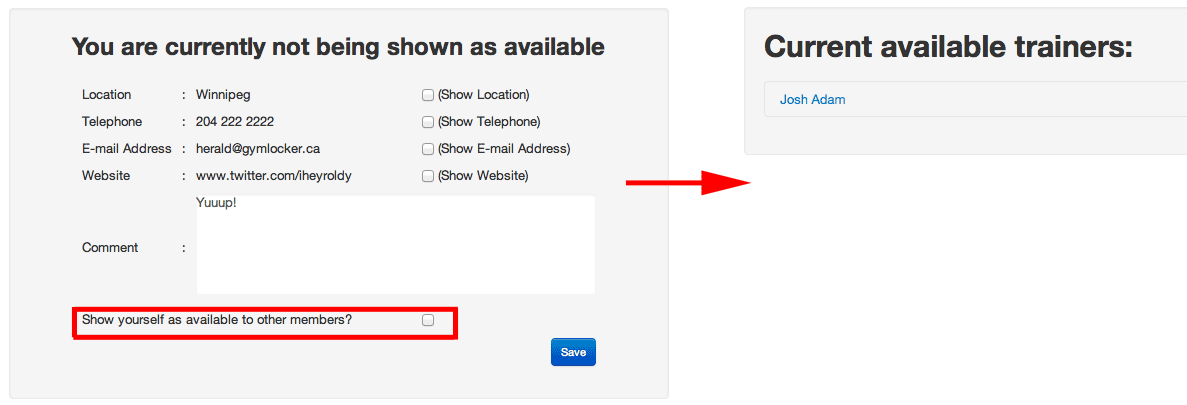 You are currently not being shown as available
Location : Winnipeg (Show Location)
Telephone : 204 222 2222 (Show Telephone)
E-mail Address : herald@gymlocker.ca (Show E-mail Address)
Website : www.twitter.com/iheyroldy (Show Website)
Yuuup!
Comment :
Show yourself as available to other members?
Save
Current available trainers:
Josh Adam